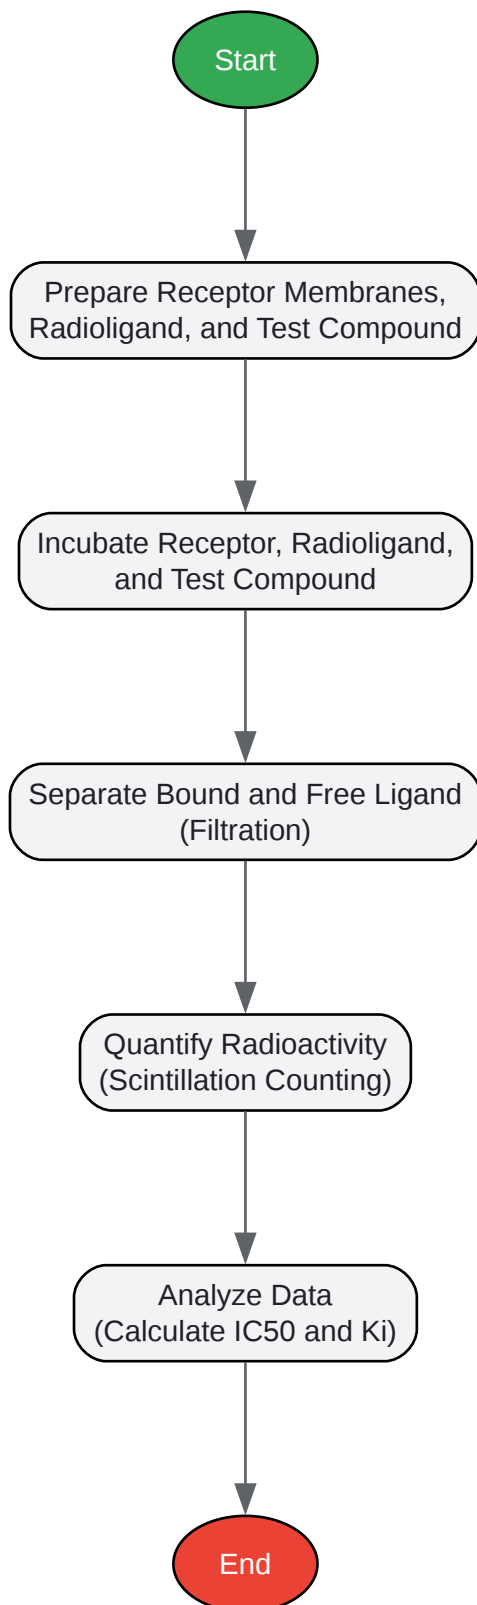 Start
Prepare Receptor Membranes,
Radioligand, and Test Compound
Incubate Receptor, Radioligand,
and Test Compound
Separate Bound and Free Ligand
(Filtration)
Quantify Radioactivity
(Scintillation Counting)
Analyze Data
(Calculate IC50 and Ki)
End